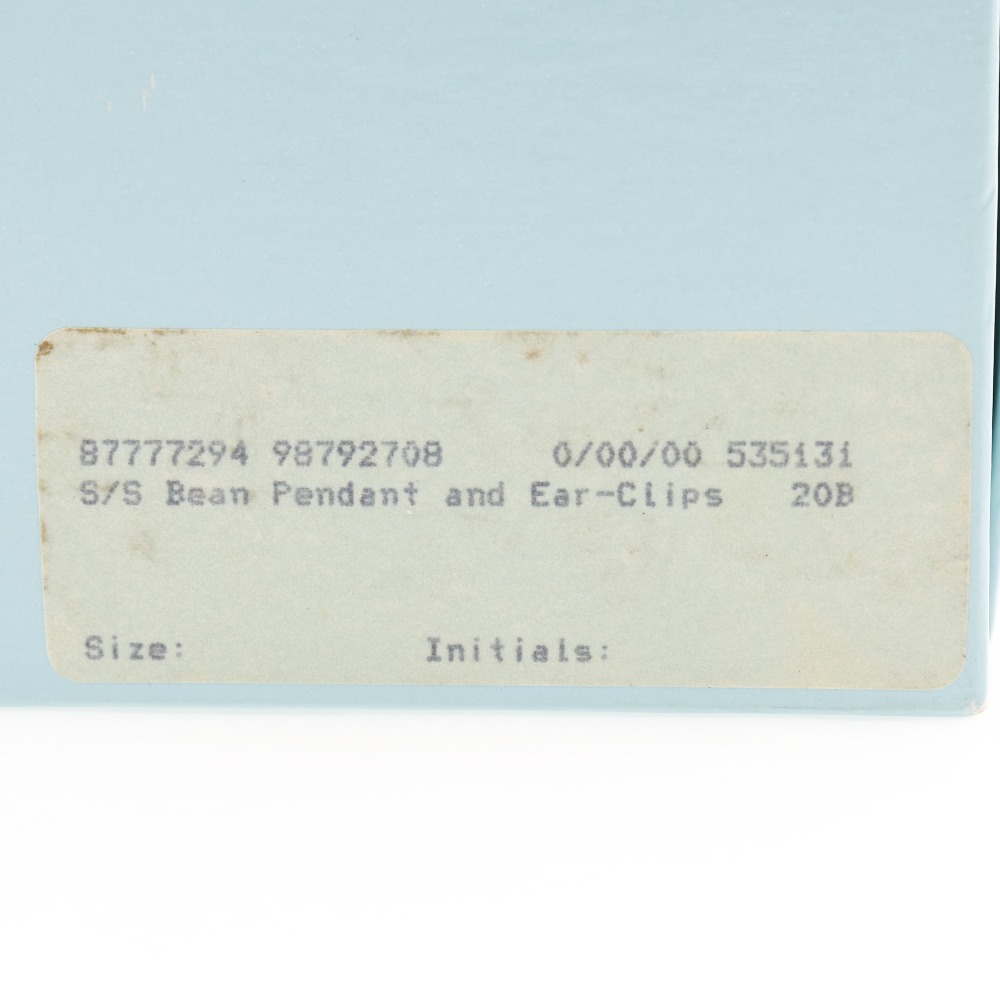 87777294 98792708 0/00/00 535131
S/S Bean Pendant and Ear-Clips 20B
Size: Initials: